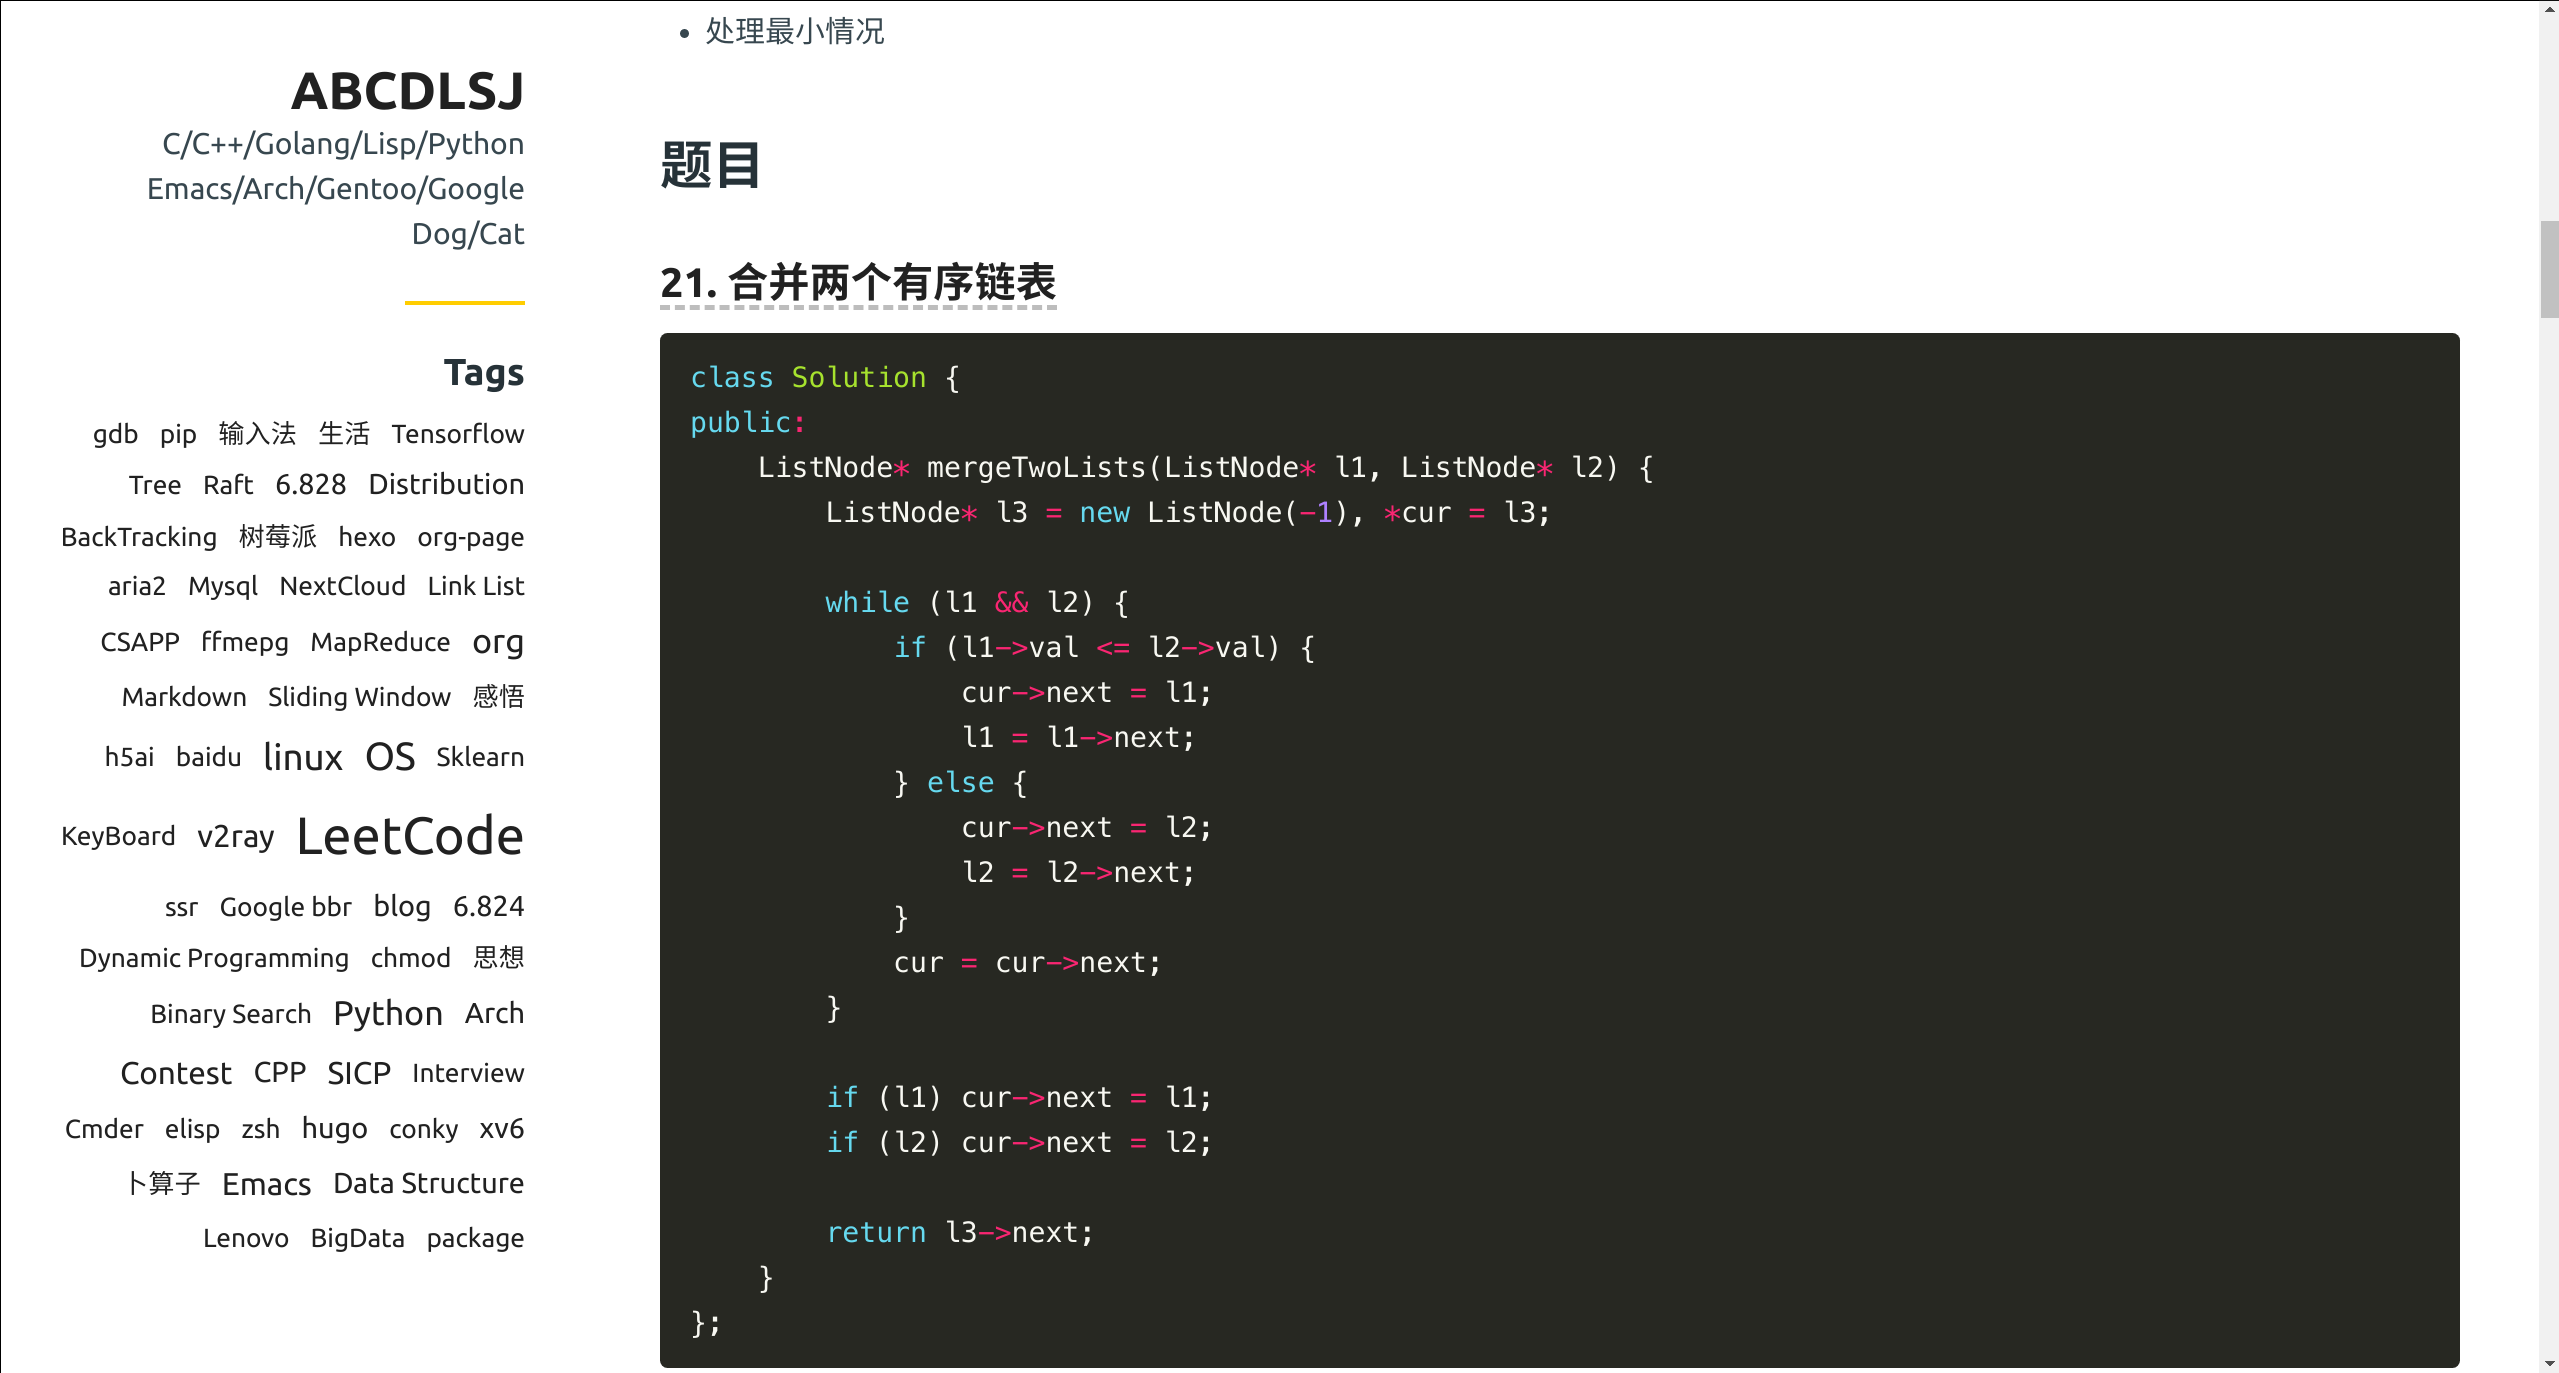 ABCDLSJ
C/C++/Golang/Lisp/Python
Emacs/Arch/Gentoo/Google
Dog/Cat
Tags
gdb pip 输入法 生活 Tensorflow
Tree Raft 6.828 Distribution
BackTracking 树莓派 hexo org-page
aria2 Mysql NextCloud Link List
CSAPP ffmepg MapReduce org
Markdown Sliding Window 感悟
h5ai baidu linux OS Sklearn
KeyBoard v2ray LeetCode
ssr Google bbr blog 6.824
Dynamic Programming chmod 思想
Binary Search Python Arch
Contest CPP SICP Interview
Cmder elisp zsh hugo conky xv6
卜算子 Emacs Data Structure
Lenovo BigData package
• 处理最小情况
题目
21. 合并两个有序链表
class Solution {
public:
    ListNode* mergeTwoLists(ListNode* l1, ListNode* l2) {
        ListNode* l3 = new ListNode(-1), *cur = l3;
        while (l1 && l2) {
            if (l1->val <= l2->val) {
                cur->next = l1;
                l1 = l1->next;
            } else {
                cur->next = l2;
                l2 = l2->next;
            }
            cur = cur->next;
        }
        if (l1) cur->next = l1;
        if (l2) cur->next = l2;
        return l3->next;
    }
};